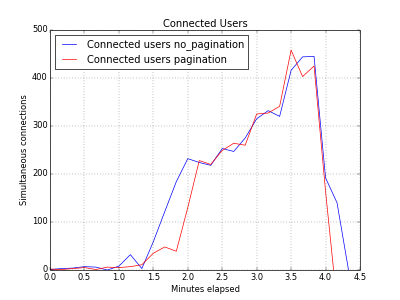 Connected Users
500
Connected users no_pagination
Connected users pagination
400
300
200
100
0
Simultaneous connections
0.0 0.5 1.0 1.5 2.0 2.5 3.0 3.5 4.0 4.5
Minutes elapsed